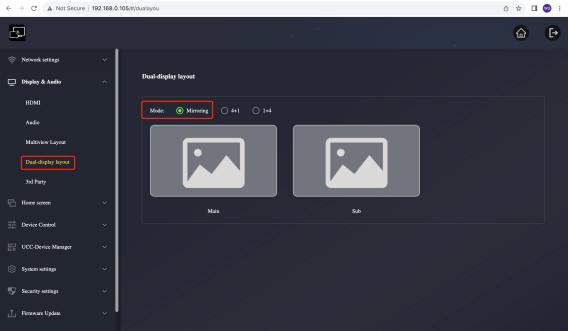 Not Secure | 192.168.0.105/#/dualayou
Network settings
Display & Audio
HDMI
Audio
Multiview Layout
Dual-display layout
3rd Party
Home screen
Device Control
UCC-Device Manager
System settings
Security settings
Firmware Update
Dual-display layout
Mode: Mirroring 4+1 1+4
Main Sub